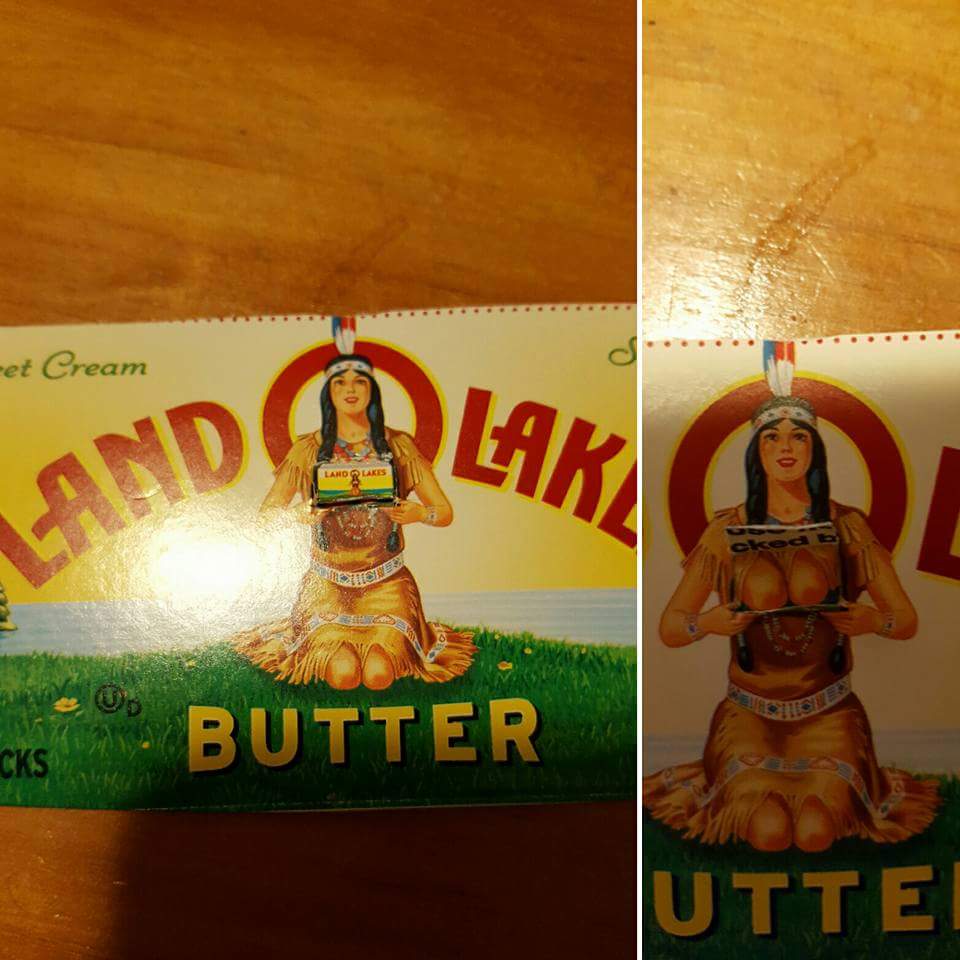 eet Cream
S
LAND O LAKE
LAND O LAKES
U D
CKS
BUTTER
O L
cked b
UTTE